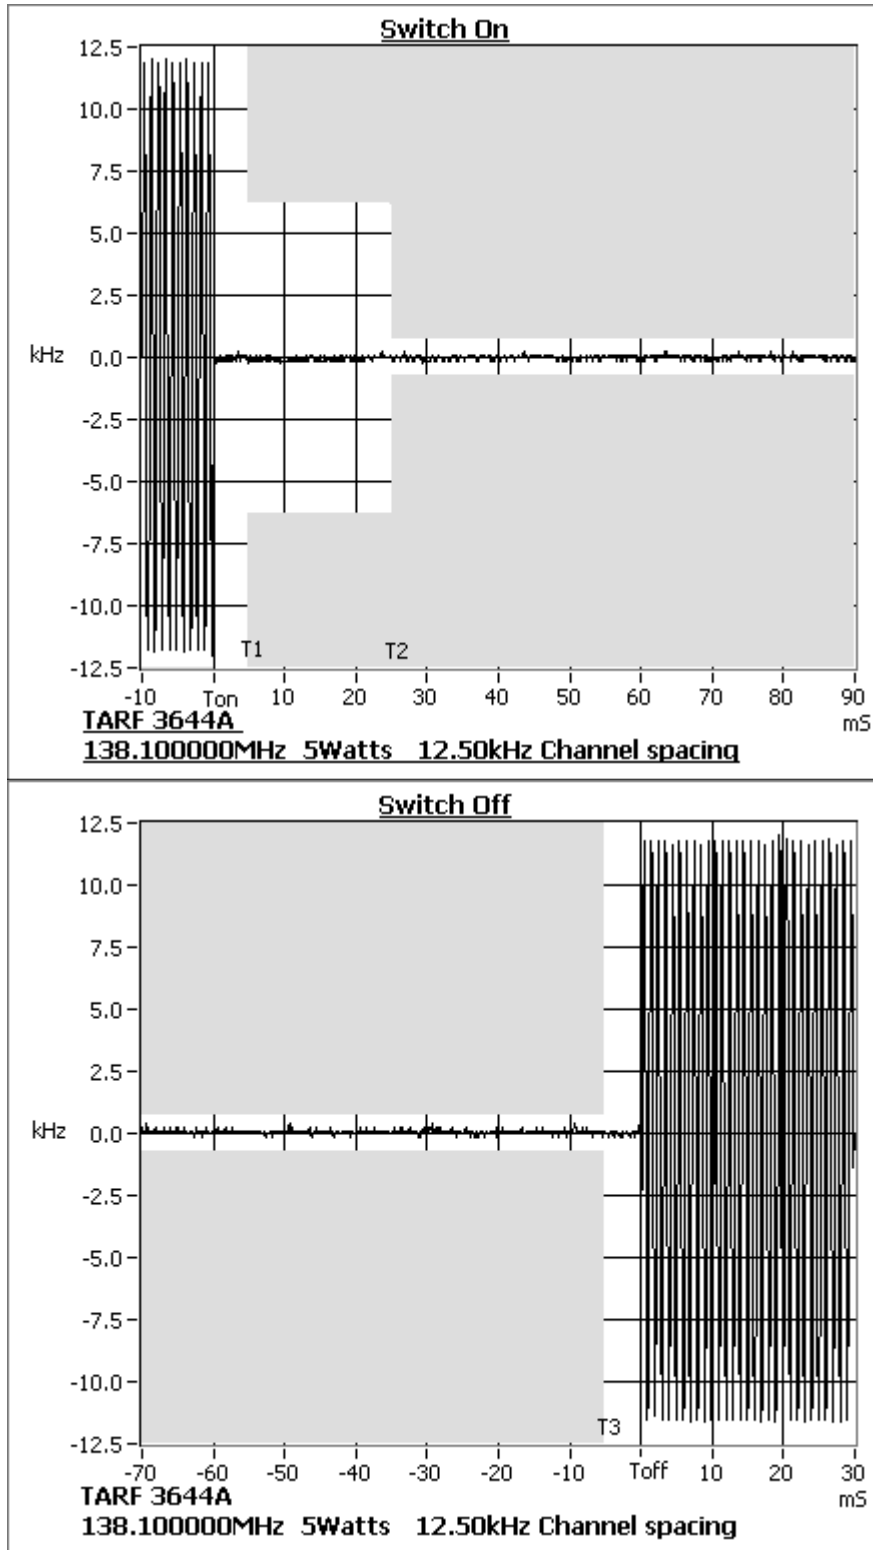 Switch On
12.5
10.0
7.5
5.0
2.5
kHz 0.0
-2.5
-5.0
-7.5
-10.0
T1 T2
-12.5
-10 Ton 10 20 30 40 50 60 70 80 90
mS
TARF 3644A
138.100000MHz 5Watts 12.50kHz Channel spacing
Switch Off
12.5
10.0
7.5
5.0
2.5
kHz 0.0
-2.5
-5.0
-7.5
-10.0
T3
-12.5
-70 -60 -50 -40 -30 -20 -10 Toff 10 20 30
mS
TARF 3644A
138.100000MHz 5Watts 12.50kHz Channel spacing